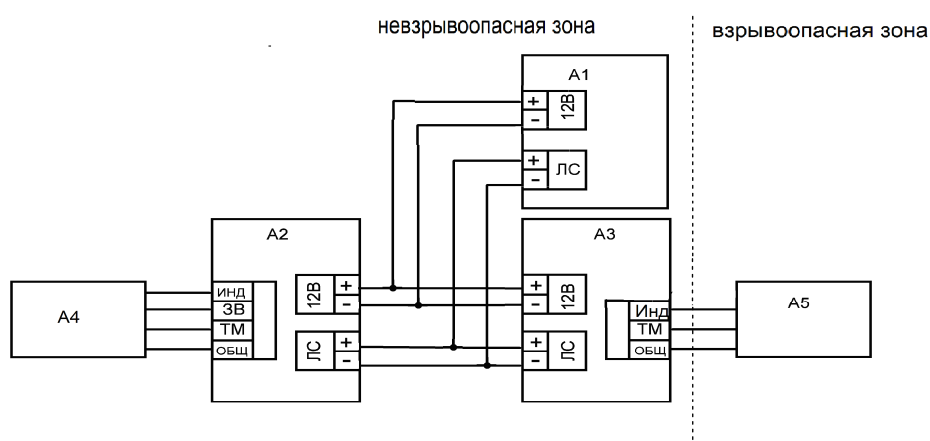 невзрывоопасная зона
взрывоопасная зона
A1
+
-
12В
+
-
ЛС
A2
A3
A4
ИНД
ЗВ
ТМ
ОБЩ
12В
+
-
ЛС
+
-
+
-
12В
+
-
ЛС
Инд
ТМ
ОБЩ
A5